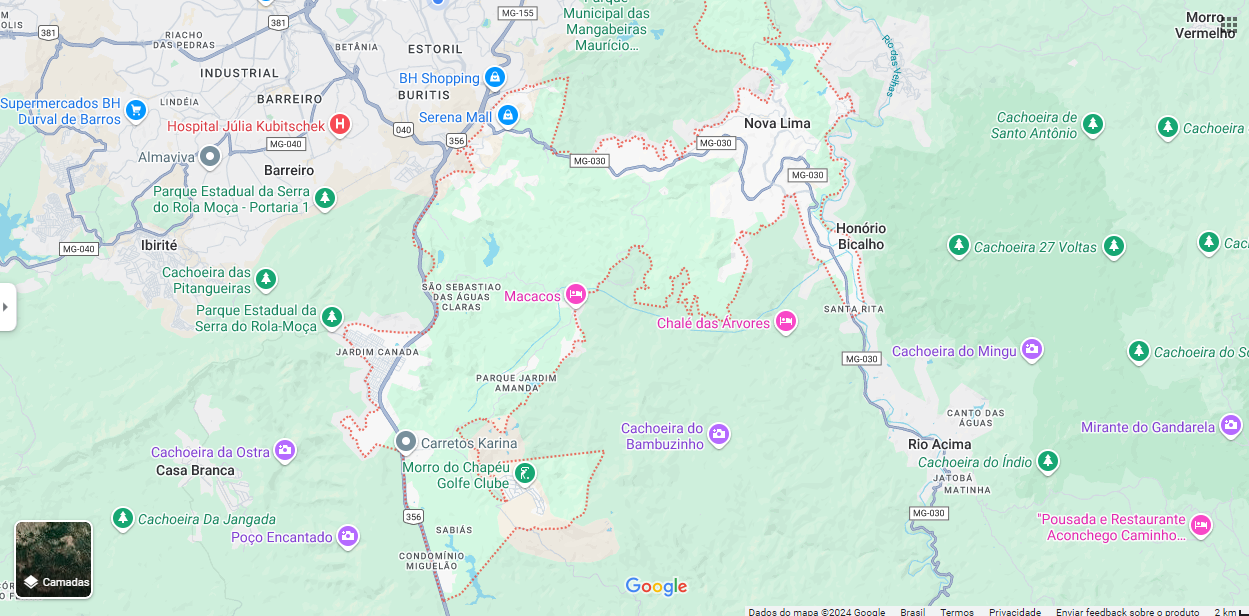 MG-155
381
381
RIACHO
DAS PEDRAS
BETÂNIA
ESTORIL
Municipal das
Mangabeiras
Maurício...
Morro
Vermelho
Rio das Velhas
INDUSTRIAL
BH Shopping
BURITIS
BARREIRO
LINDÉIA
Supermercados BH
Durval de Barros
Serena Mall
Hospital Júlia Kubitschek
040
356
MG-040
Almaviva
Barreiro
MG-030
MG-030
Nova Lima
MG-030
Cachoeira de
Santo Antônio
Cachoeira
Parque Estadual da Serra
do Rola Moça - Portaria 1
MG-040
Ibirité
Honório
Bicalho
Cachoeira 27 Voltas
Cachoeira das
Pitangueiras
SÃO SEBASTIAO
DAS ÁGUAS
CLARAS
Macacos
Parque Estadual da
Serra do Rola-Moça
Chalé das Árvores
SANTA RITA
JARDIM CANADA
MG-030
Cachoeira do Mingu
PARQUE JARDIM
AMANDA
CANTO DAS
ÁGUAS
Cachoeira do
Bambuzinho
Mirante do Gandarela
Carretos Karina
Rio Acima
Cachoeira da Ostra
Casa Branca
Morro do Chapéu
Golfe Clube
Cachoeira do Índio
JATOBÁ
MATINHA
356
MG-030
Cachoeira Da Jangada
Poço Encantado
SABIÁS
"Pousada e Restaurante
Aconchego Caminho...
CONDOMÍNIO
MIGUELÃO
Camadas
Google
Dados do mapa ©2024 Google Brasil Termos Privacidade Enviar feedback sobre o produto 2 km